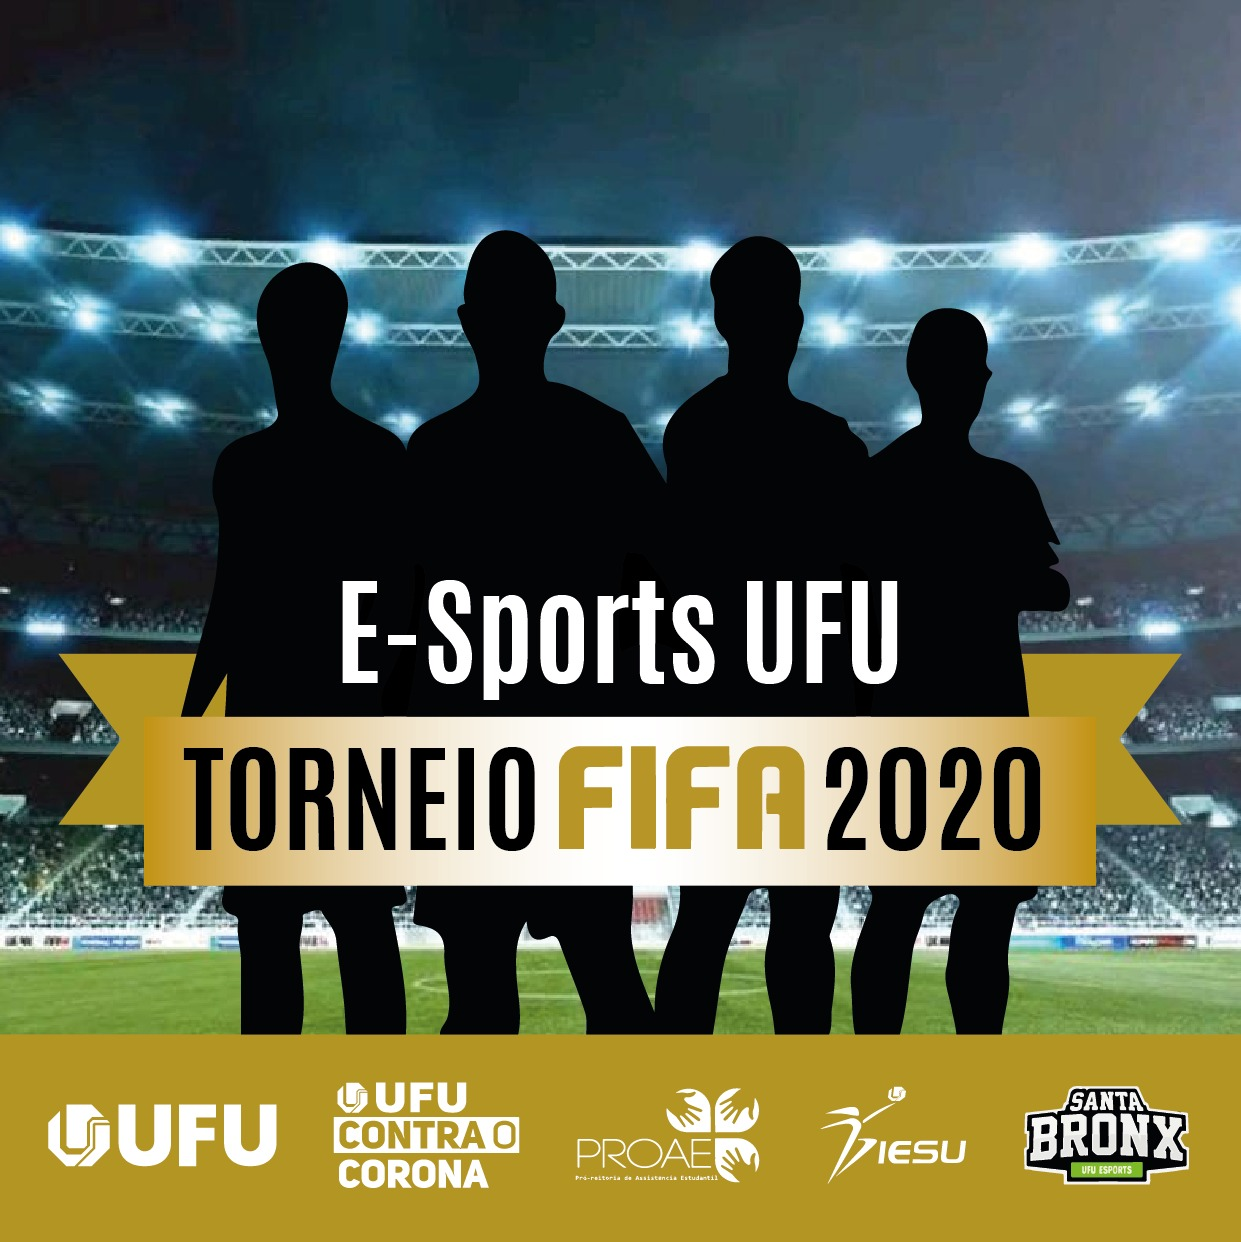 E-Sports UFU
TORNEIO FIFA 2020
UFU
UFU
CONTRA O
CORONA
PROAE
Pró-reitoria de Assistência Estudantil
DIESU
SANTA
BRONX
UFU ESPORTS